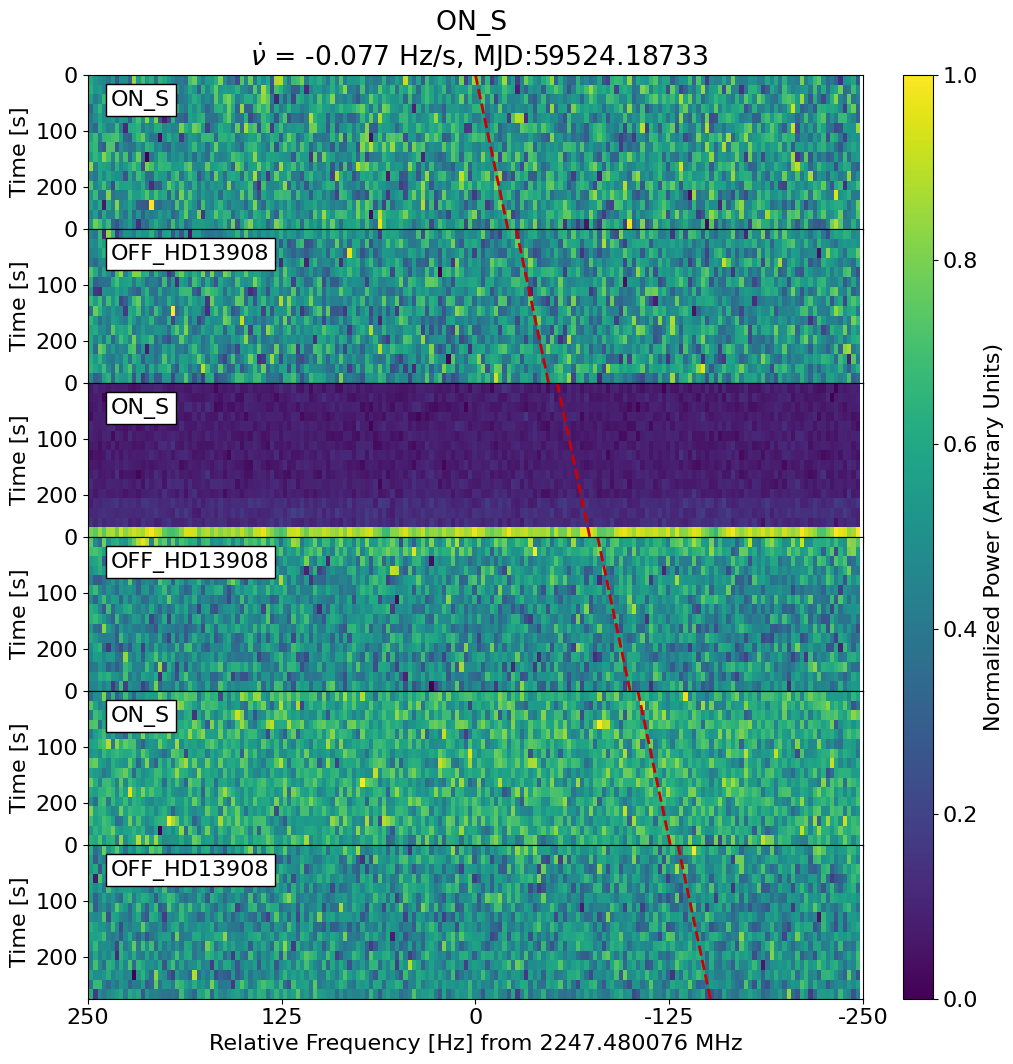 ON_S
ν̇ = -0.077 Hz/s, MJD:59524.18733
0
100
200
Time [s]
ON_S
0
100
200
Time [s]
OFF_HD13908
0
100
200
Time [s]
ON_S
0
100
200
Time [s]
OFF_HD13908
0
100
200
Time [s]
ON_S
0
100
200
Time [s]
OFF_HD13908
250 125 0 -125 -250
Relative Frequency [Hz] from 2247.480076 MHz
1.0
0.8
0.6
0.4
0.2
0.0
Normalized Power (Arbitrary Units)